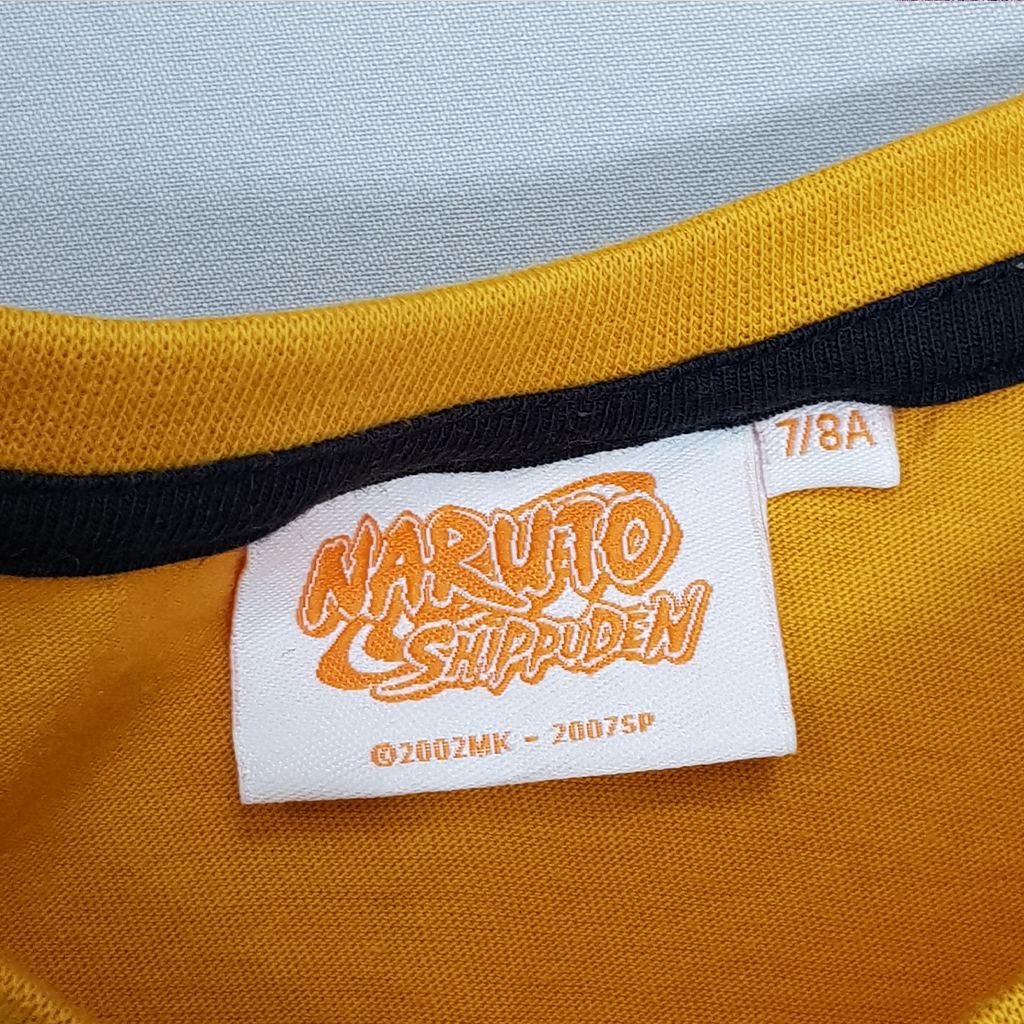 NARUTO
SHIPPUDEN
©2002MK - 2007SP
7/8A